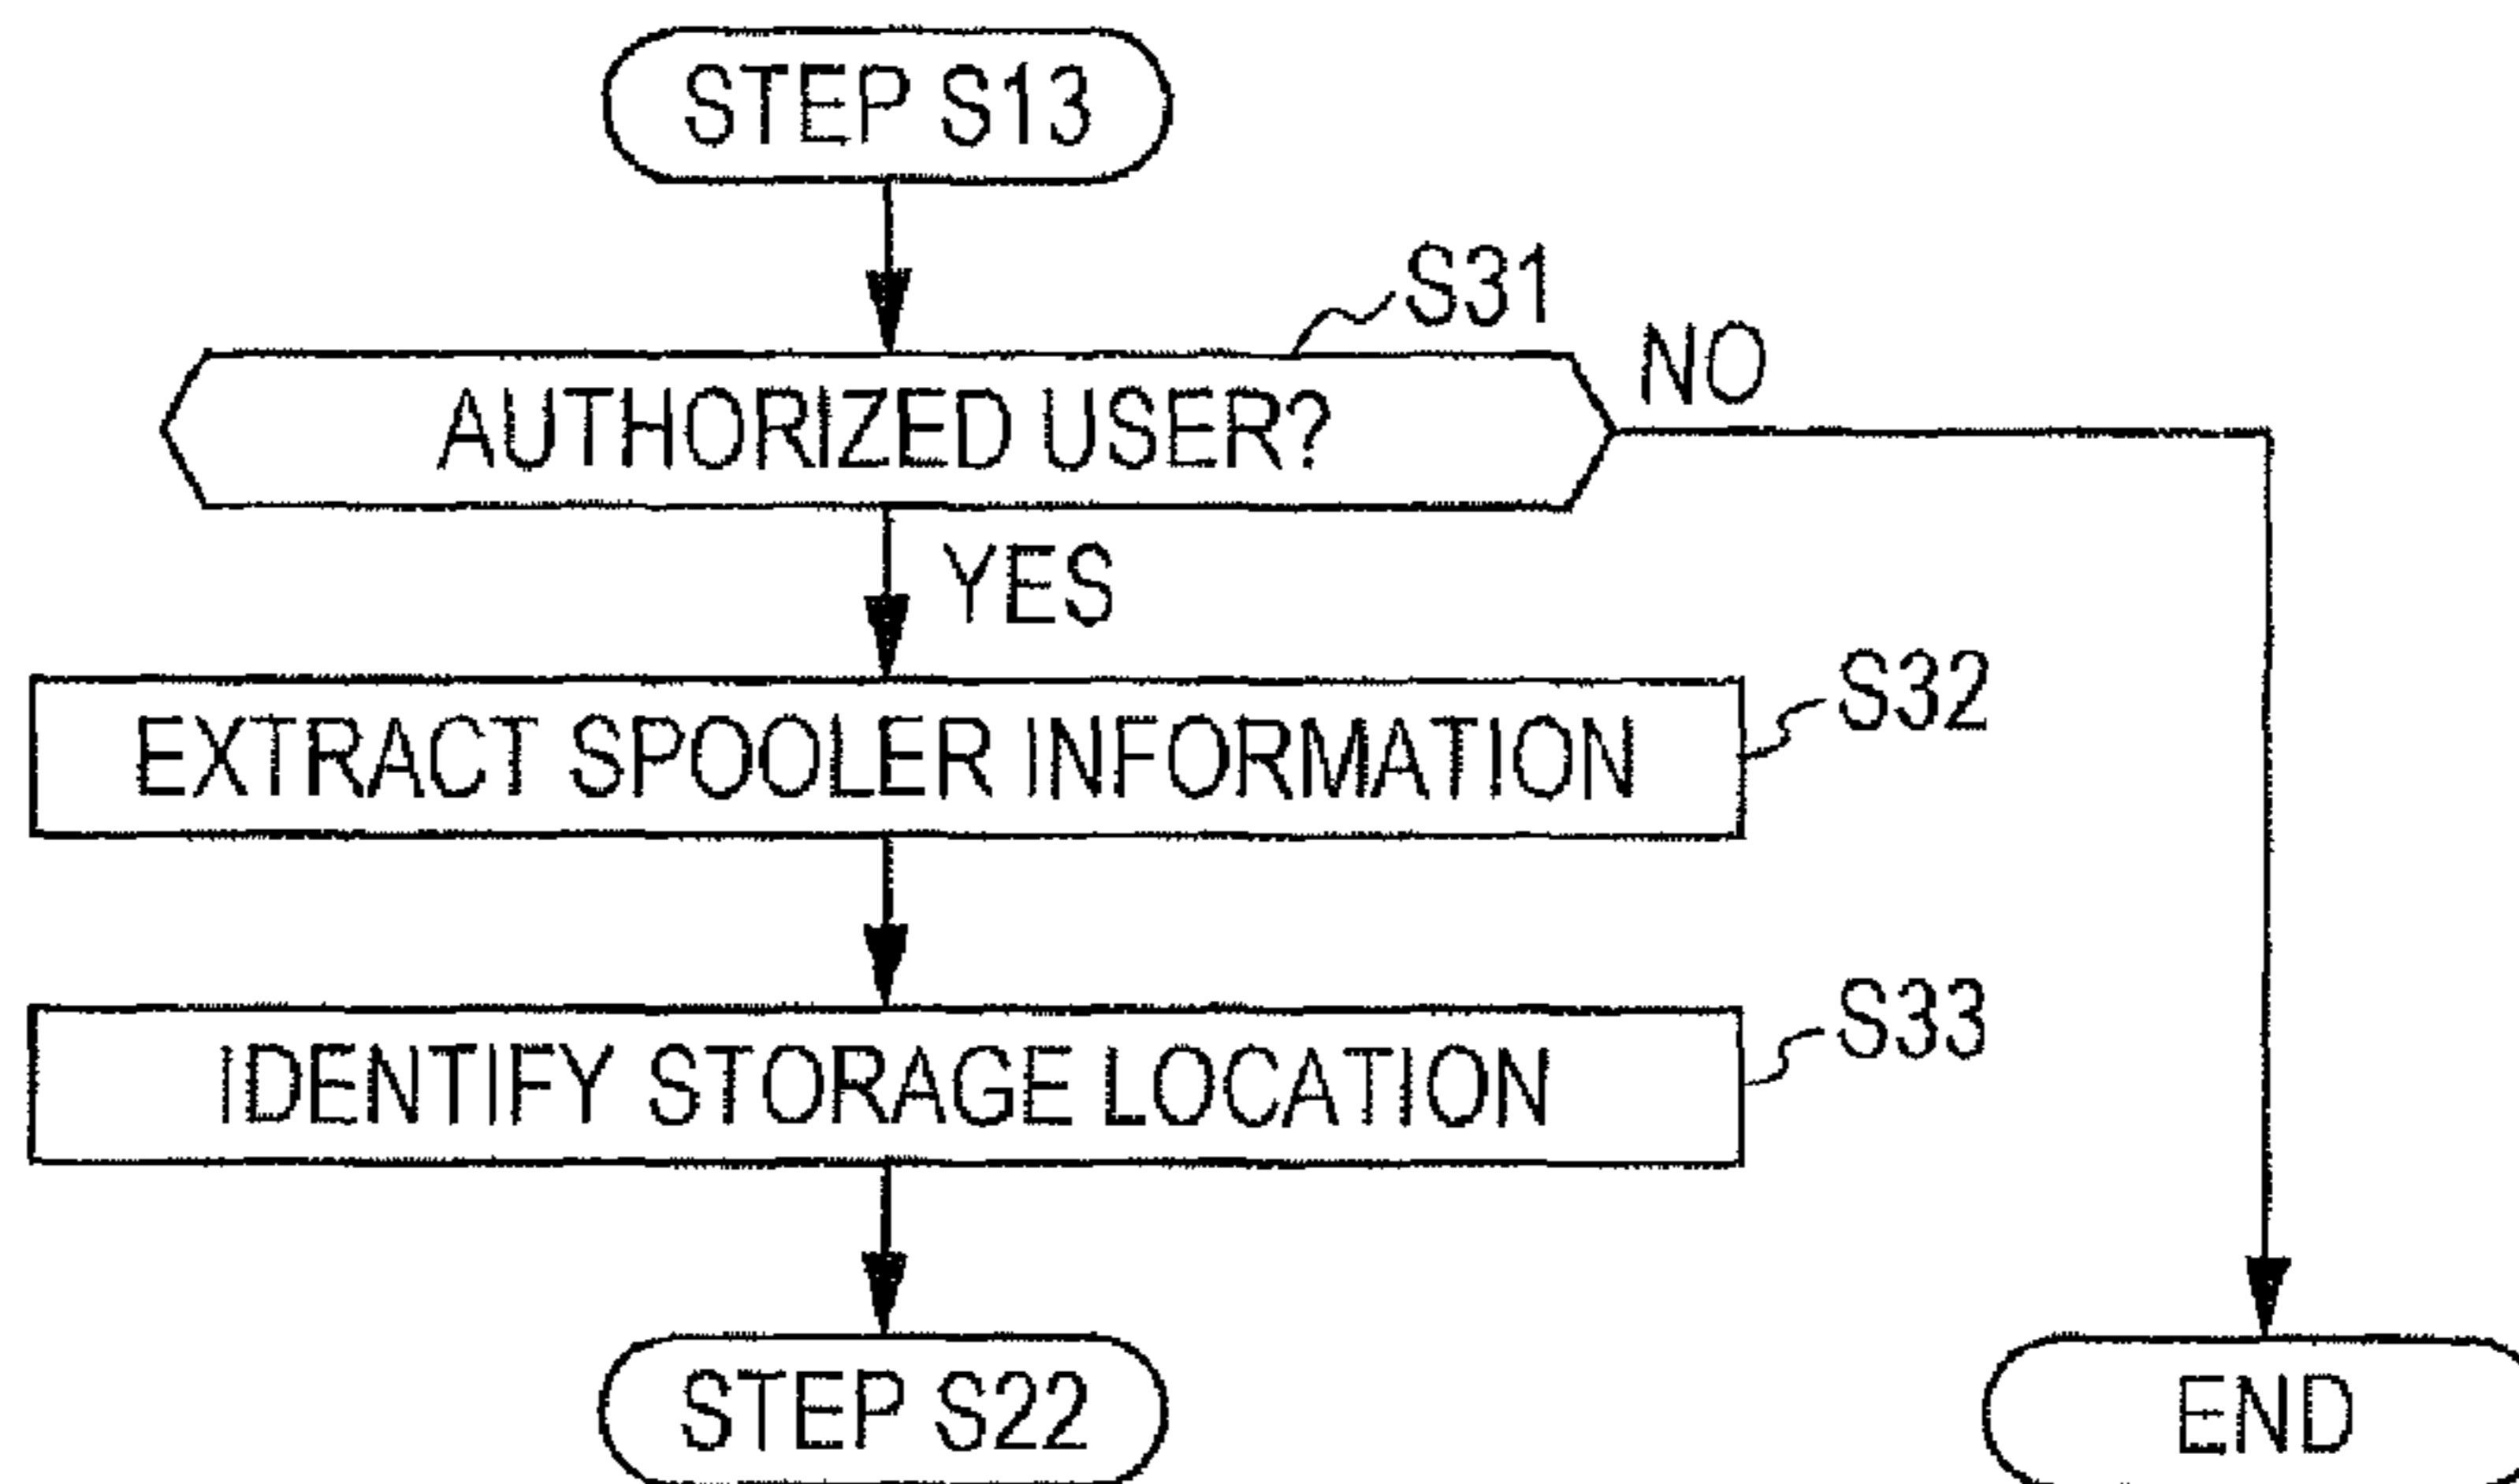 STEP S13
S31
AUTHORIZED USER?
NO
YES
S32
EXTRACT SPOOLER INFORMATION
S33
IDENTIFY STORAGE LOCATION
STEP S22
END